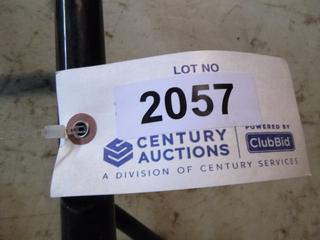 LOT NO
2057
CENTURY
AUCTIONS
POWERED BY
ClubBid
A DIVISION OF CENTURY SERVICES